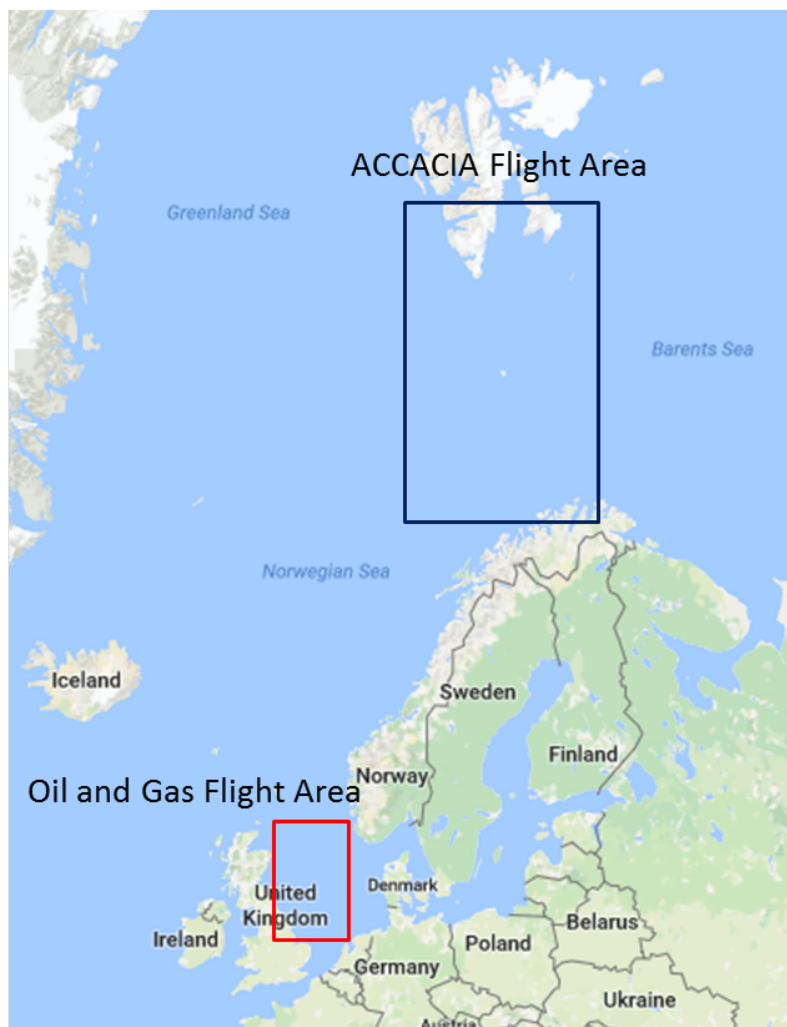 ACCACIA Flight Area
Greenland Sea
Barents Sea
Norwegian Sea
Iceland
Sweden
Finland
Norway
Oil and Gas Flight Area
Denmark
United
Kingdom
Ireland
Belarus
Poland
Germany
Ukraine
Austria